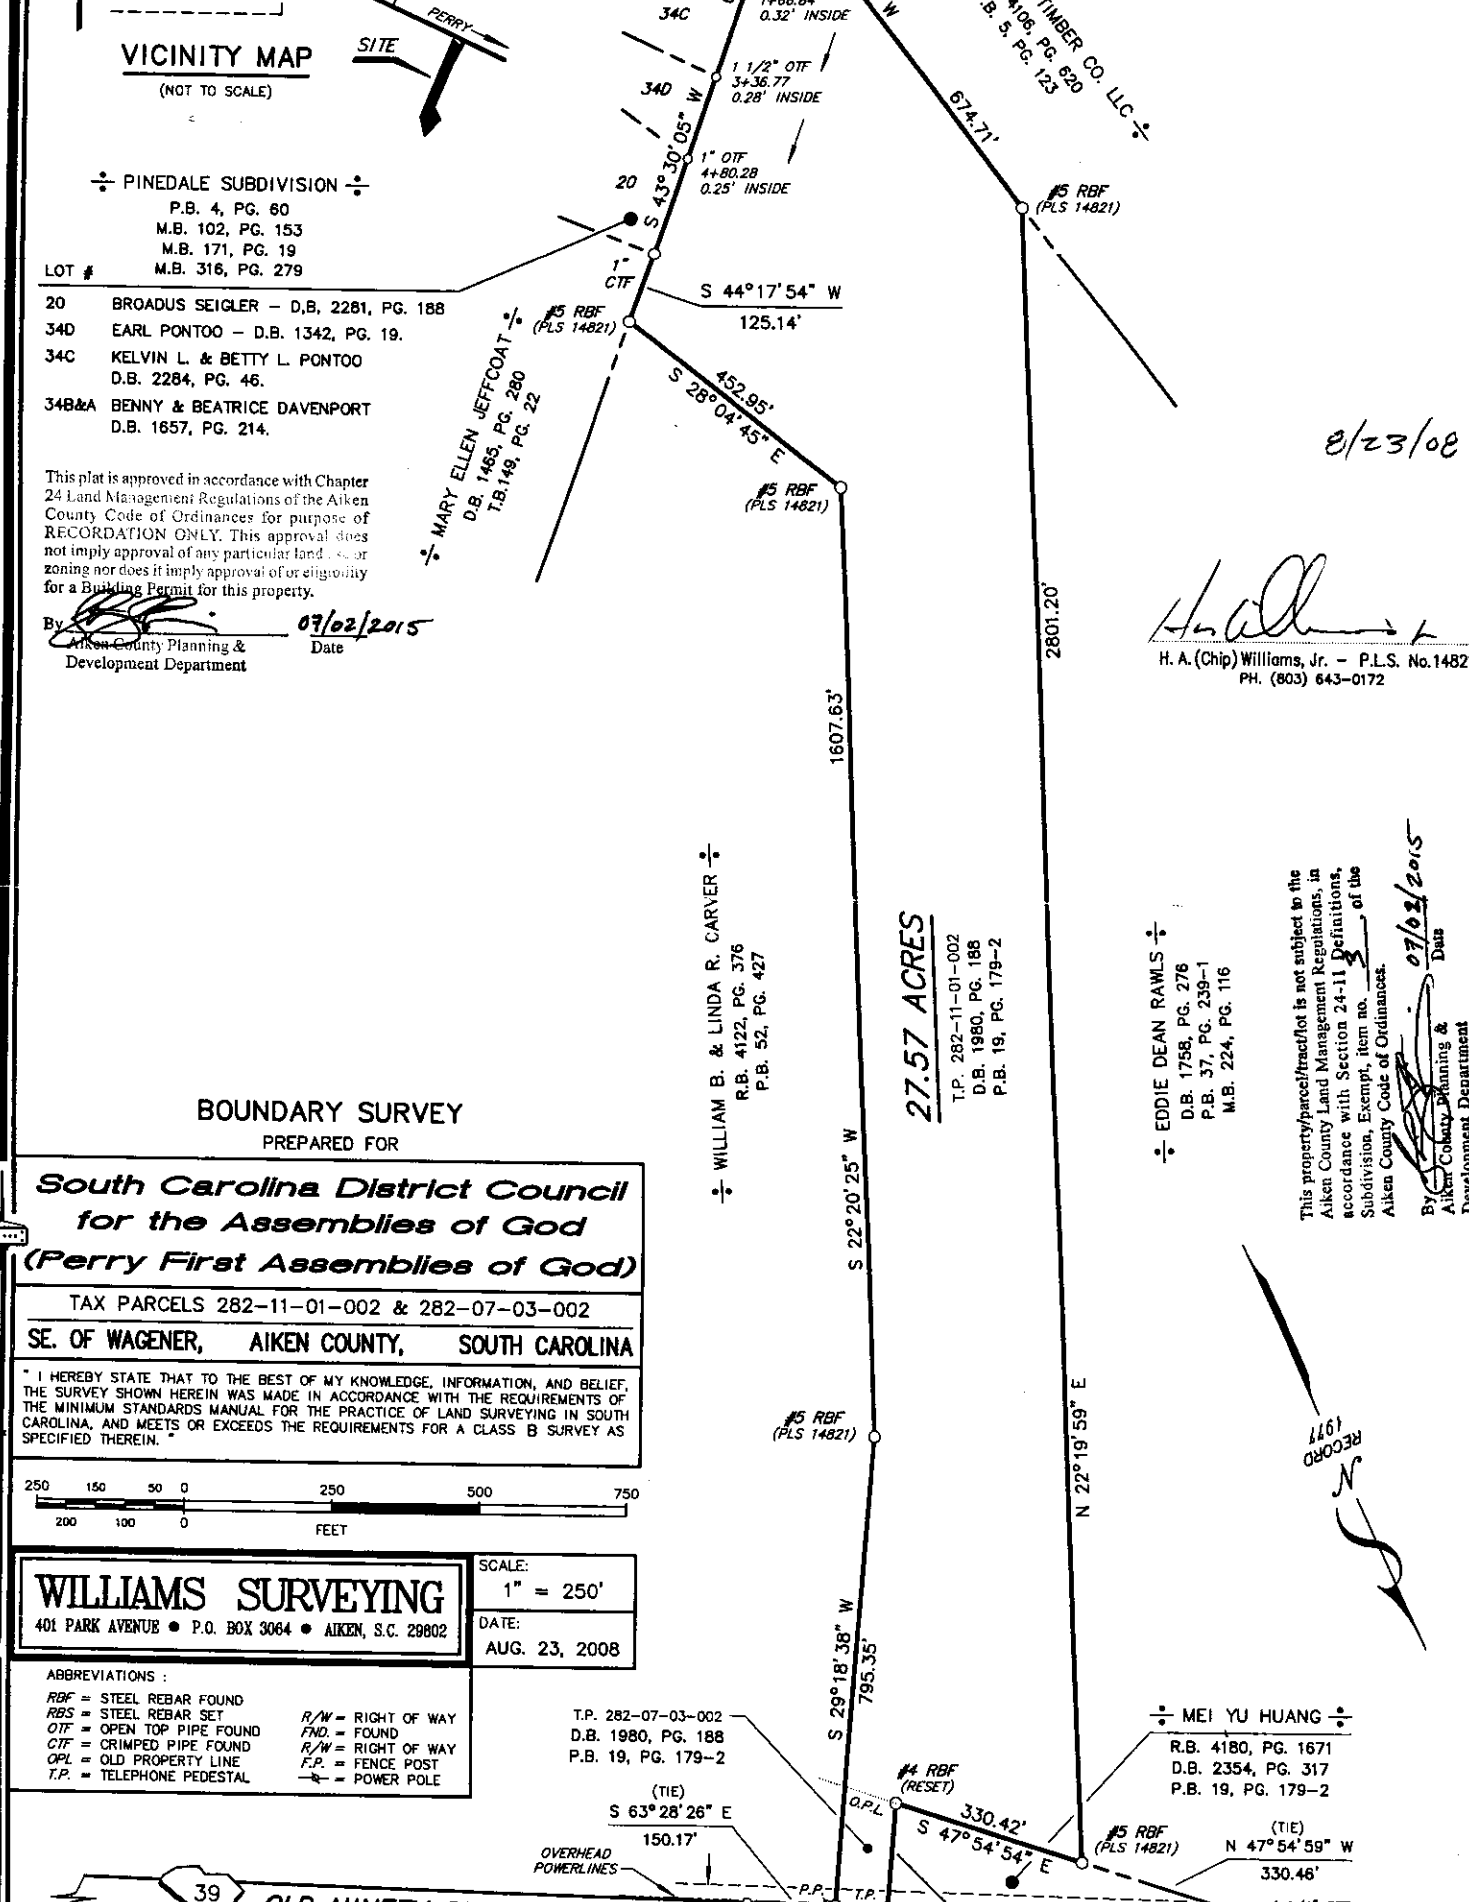 VICINITY MAP
(NOT TO SCALE)
SITE
PERRY
34C
0.32' INSIDE
34D
1 1/2" OTF
3+36.77
0.28' INSIDE
1" OTF
4+80.28
0.25' INSIDE
20
S 43°30'05" W
1"
CTF
W
TIMBER CO. LLC
4106, PG. 620
.B. 5, PG. 123
674.71'
#5 RBF
(PLS 14821)
÷ PINEDALE SUBDIVISION ÷
P.B. 4, PG. 60
M.B. 102, PG. 153
M.B. 171, PG. 19
M.B. 316, PG. 279
LOT #
20 BROADUS SEIGLER – D,B, 2281, PG. 188
34D EARL PONTOO – D.B. 1342, PG. 19.
34C KELVIN L. & BETTY L. PONTOO
D.B. 2284, PG. 46.
34B&A BENNY & BEATRICE DAVENPORT
D.B. 1657, PG. 214.
S 44°17'54" W
125.14'
#5 RBF
(PLS 14821)
÷ MARY ELLEN JEFFCOAT ÷
D.B. 1465, PG. 280
T.B.149, PG. 22
452.95'
S 28°04'45" E
#5 RBF
(PLS 14821)
This plat is approved in accordance with Chapter
24 Land Management Regulations of the Aiken
County Code of Ordinances for purpose of
RECORDATION ONLY. This approval does
not imply approval of any particular land or
zoning nor does it imply approval of or eligibility
for a Building Permit for this property.
By
07/02/2015
Aiken County Planning &
Date
Development Department
8/23/08
H. A. (Chip) Williams, Jr. – P.L.S. No.1482
PH. (803) 643–0172
2801.20'
1607.63'
÷ WILLIAM B. & LINDA R. CARVER ÷
R.B. 4122, PG. 376
P.B. 52, PG. 427
27.57 ACRES
T.P. 282–11–01–002
D.B. 1980, PG. 188
P.B. 19, PG. 179–2
÷ EDDIE DEAN RAWLS ÷
D.B. 1758, PG. 276
P.B. 37, PG. 239–1
M.B. 224, PG. 116
This property/parcel/tract/lot is not subject to the
Aiken County Land Management Regulations, in
accordance with Section 24-11 Definitions,
Subdivision, Exempt, item no. 3, of the
Aiken County Code of Ordinances.
By
07/02/2015
Aiken County Planning &
Date
Development Department
S 22°20'25" W
BOUNDARY SURVEY
PREPARED FOR
South Carolina District Council
for the Assemblies of God
(Perry First Assemblies of God)
TAX PARCELS 282–11–01–002 & 282–07–03–002
SE. OF WAGENER, AIKEN COUNTY, SOUTH CAROLINA
" I HEREBY STATE THAT TO THE BEST OF MY KNOWLEDGE, INFORMATION, AND BELIEF,
THE SURVEY SHOWN HEREIN WAS MADE IN ACCORDANCE WITH THE REQUIREMENTS OF
THE MINIMUM STANDARDS MANUAL FOR THE PRACTICE OF LAND SURVEYING IN SOUTH
CAROLINA, AND MEETS OR EXCEEDS THE REQUIREMENTS FOR A CLASS B SURVEY AS
SPECIFIED THEREIN. "
250 150 50 0 250 500 750
200 100 0
FEET
WILLIAMS SURVEYING
401 PARK AVENUE ● P.O. BOX 3064 ● AIKEN, S.C. 29802
SCALE:
1" = 250'
DATE:
AUG. 23, 2008
#5 RBF
(PLS 14821)
N 22°19'59" E
RECORD
1977
N
S 29°18'38" W
795.35'
ABBREVIATIONS :
RBF = STEEL REBAR FOUND
RBS = STEEL REBAR SET
OTF = OPEN TOP PIPE FOUND
CTF = CRIMPED PIPE FOUND
OPL = OLD PROPERTY LINE
T.P. = TELEPHONE PEDESTAL
R/W = RIGHT OF WAY
FND. = FOUND
R/W = RIGHT OF WAY
F.P. = FENCE POST
= POWER POLE
T.P. 282–07–03–002
D.B. 1980, PG. 188
P.B. 19, PG. 179–2
(TIE)
S 63°28'26" E
150.17'
OVERHEAD
POWERLINES
#4 RBF
(RESET)
O.P.L.
330.42'
S 47°54'54" E
÷ MEI YU HUANG ÷
R.B. 4180, PG. 1671
D.B. 2354, PG. 317
P.B. 19, PG. 179–2
#5 RBF
(PLS 14821)
(TIE)
N 47°54'59" W
330.46'
P.P.
T.P.
39